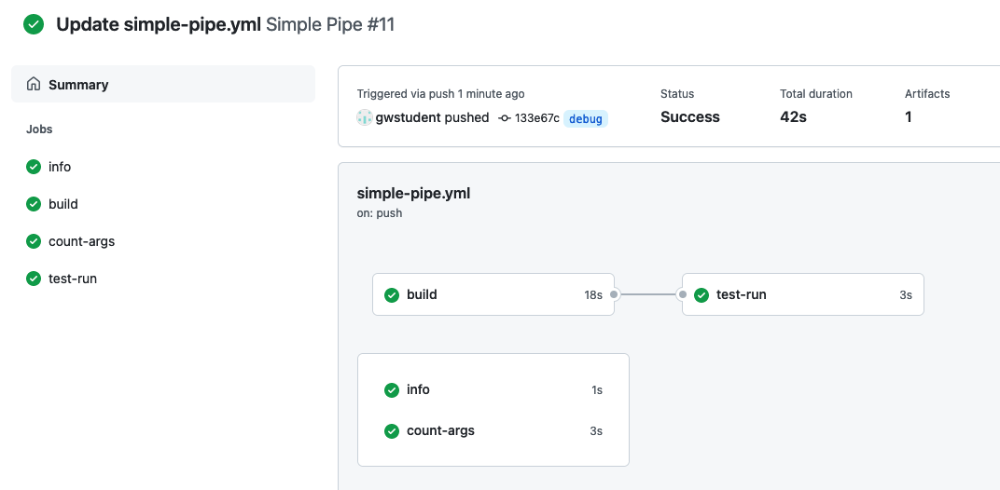 Update simple-pipe.yml Simple Pipe #11
Summary
Jobs
info
build
count-args
test-run
Triggered via push 1 minute ago
gwstudent pushed 133e67c debug
Status
Success
Total duration
42s
Artifacts
1
simple-pipe.yml
on: push
build 18s
test-run 3s
info 1s
count-args 3s